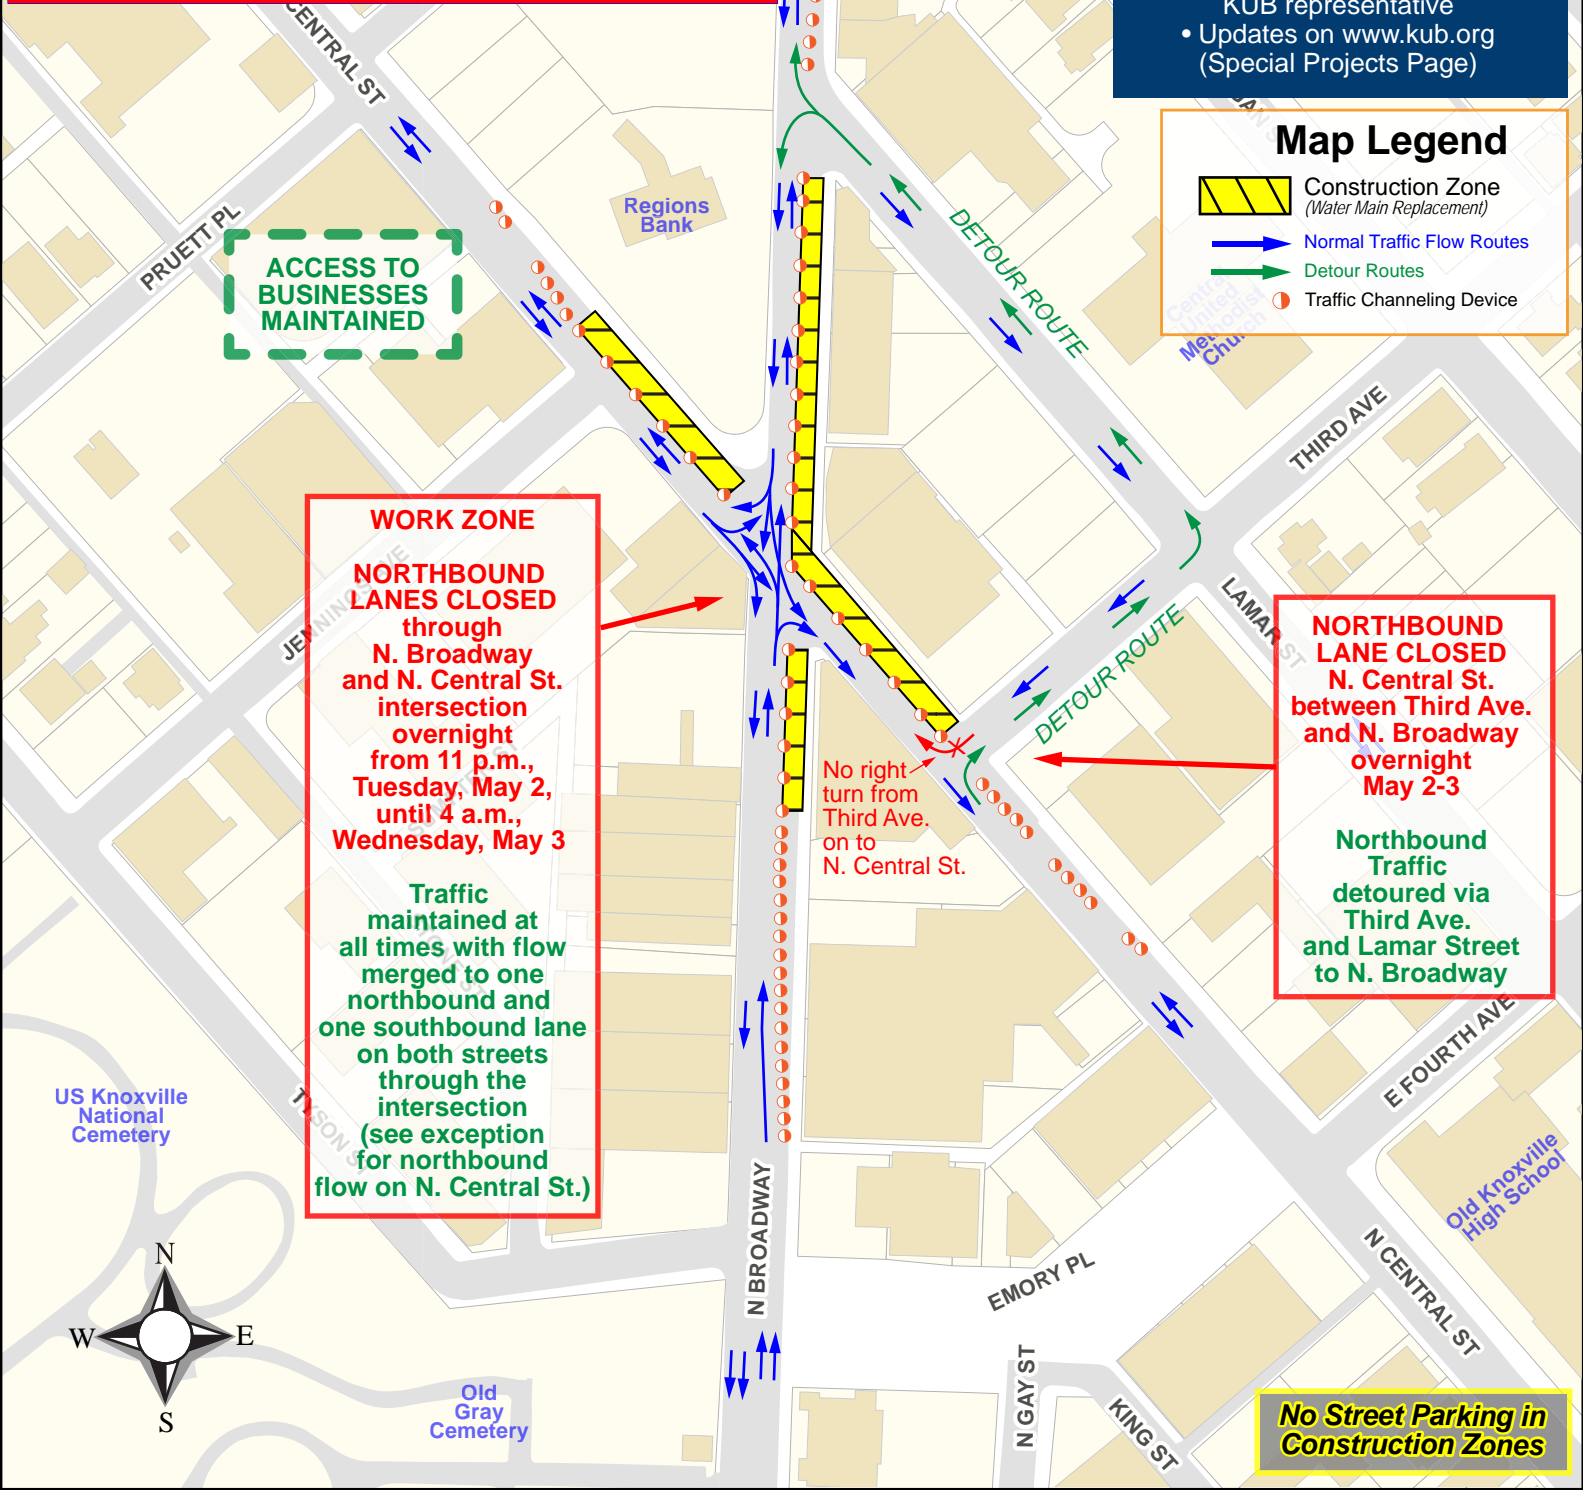 KUB representative
• Updates on www.kub.org
(Special Projects Page)
Map Legend
Construction Zone
(Water Main Replacement)
Normal Traffic Flow Routes
Detour Routes
Traffic Channeling Device
CENTRAL ST
PRUETT PL
Regions
Bank
ACCESS TO
BUSINESSES
MAINTAINED
DETOUR ROUTE
Central
United
Methodist
Church
THIRD AVE
LAMAR ST
DETOUR ROUTE
JENNINGS AVE
WORK ZONE
NORTHBOUND
LANES CLOSED
through
N. Broadway
and N. Central St.
intersection
overnight
from 11 p.m.,
Tuesday, May 2,
until 4 a.m.,
Wednesday, May 3
Traffic
maintained at
all times with flow
merged to one
northbound and
one southbound lane
on both streets
through the
intersection
(see exception
for northbound
flow on N. Central St.)
No right
turn from
Third Ave.
on to
N. Central St.
NORTHBOUND
LANE CLOSED
N. Central St.
between Third Ave.
and N. Broadway
overnight
May 2-3
Northbound
Traffic
detoured via
Third Ave.
and Lamar Street
to N. Broadway
E FOURTH AVE
Old Knoxville
High School
US Knoxville
National
Cemetery
TYSON ST
N BROADWAY
EMORY PL
N CENTRAL ST
N
W
E
S
Old
Gray
Cemetery
N GAY ST
KING ST
No Street Parking in
Construction Zones